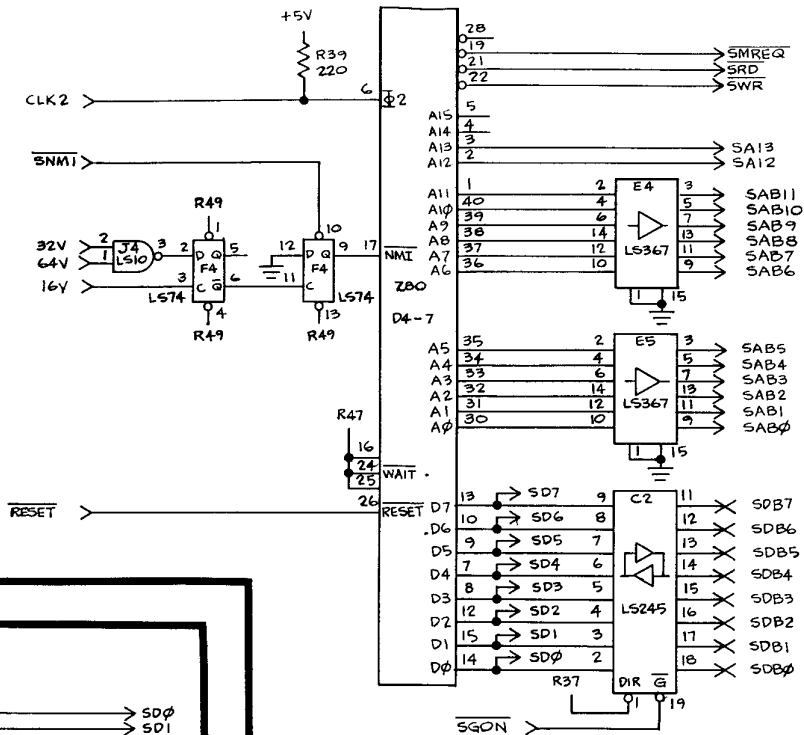 +5V
R39
220
CLK2
6
Φ2
28
19
SMREQ
21
SRD
22
SWR
A15 5
A14 4
A13 3
SA13
A12 2
SA12
SNMI
R49
1
10
32V
2
64V
1
J4
LS10
3
2
D Q
5
F4
16V
3
C Q
6
LS74
4
R49
12
D Q
9
17
NMI
11
F4
C
LS74
13
R49
Z80
D4-7
A11 1
2
E4
3
SAB11
A1Ø 40
4
5
SAB10
A9 39
6
7
SAB9
A8 38
14
13
SAB8
A7 37
12
LS367
11
SAB7
A6 36
10
9
SAB6
1
15
A5 35
2
E5
3
SAB5
A4 34
4
5
SAB4
A3 33
6
7
SAB3
A2 32
14
13
SAB2
A1 31
12
LS367
11
SAB1
AØ 30
10
9
SABØ
1
15
R47
16
24
WAIT
25
RESET
26
RESET
D7 13
SD7
9
C2
11
SDB7
D6 10
SD6
8
12
SDB6
D5 9
SD5
7
13
SDB5
D4 7
SD4
6
14
SDB4
D3 8
SD3
5
15
SDB3
D2 12
SD2
4
LS245
16
SDB2
D1 15
SD1
3
17
SDB1
DØ 14
SDØ
2
18
SDBØ
R37
DIR G
1
19
SGON
SDØ
SD1